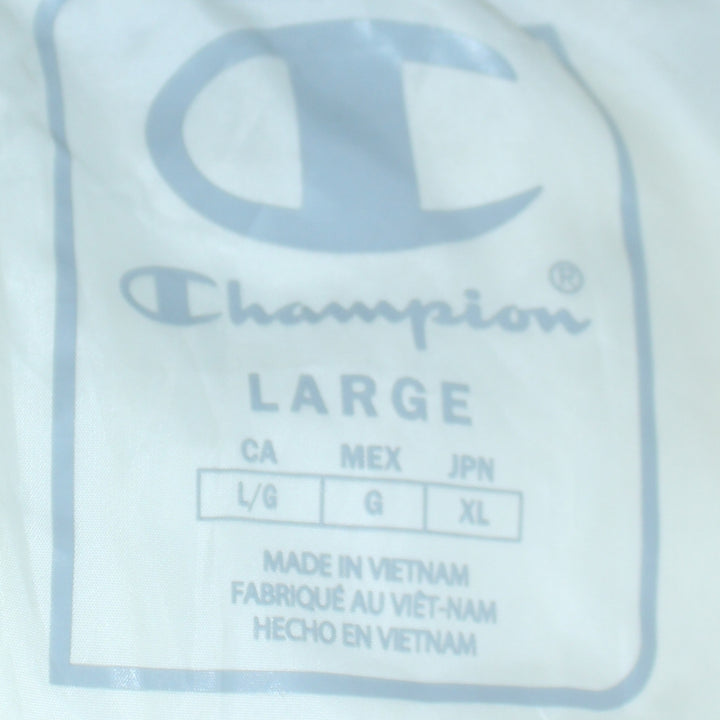 Champion®
LARGE
CA MEX JPN
L/G G XL
MADE IN VIETNAM
FABRIQUÉ AU VIÊT-NAM
HECHO EN VIETNAM